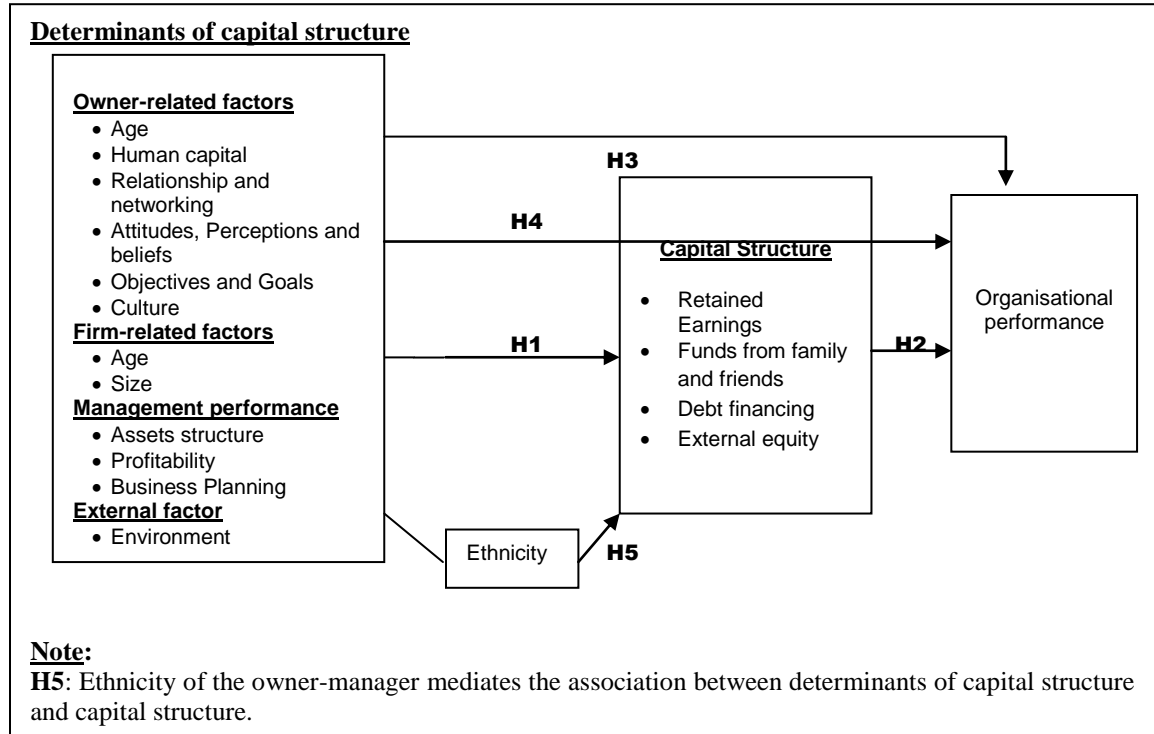 Determinants of capital structure
Owner-related factors
• Age
• Human capital
• Relationship and
networking
• Attitudes, Perceptions and
beliefs
• Objectives and Goals
• Culture
Firm-related factors
• Age
• Size
Management performance
• Assets structure
• Profitability
• Business Planning
External factor
• Environment
H3
H4
H1
Ethnicity
H5
Capital Structure
• Retained
Earnings
• Funds from family
and friends
• Debt financing
• External equity
H2
Organisational
performance
Note:
H5: Ethnicity of the owner-manager mediates the association between determinants of capital structure
and capital structure.